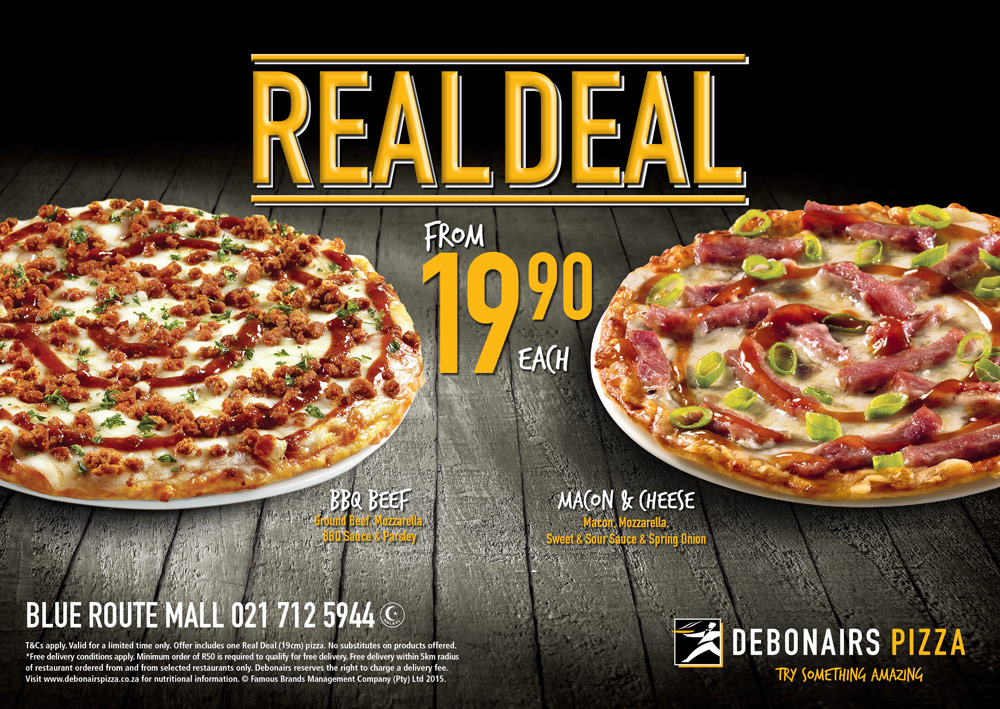 REAL DEAL
FROM
19 90
EACH
BBQ BEEF
Ground Beef, Mozzarella,
BBQ Sauce & Parsley
MACON & CHEESE
Macon, Mozzarella,
Sweet & Sour Sauce & Spring Onion
BLUE ROUTE MALL 021 712 5944
T&Cs apply. Valid for a limited time only. Offer includes one Real Deal (19cm) pizza. No substitutes on products offered.
*Free delivery conditions apply. Minimum order of R50 is required to qualify for free delivery. Free delivery within 5km radius
of restaurant ordered from and from selected restaurants only. Debonairs reserves the right to charge a delivery fee.
Visit www.debonairspizza.co.za for nutritional information. © Famous Brands Management Company (Pty) Ltd 2015.
DEBONAIRS PIZZA
TRY SOMETHING AMAZING